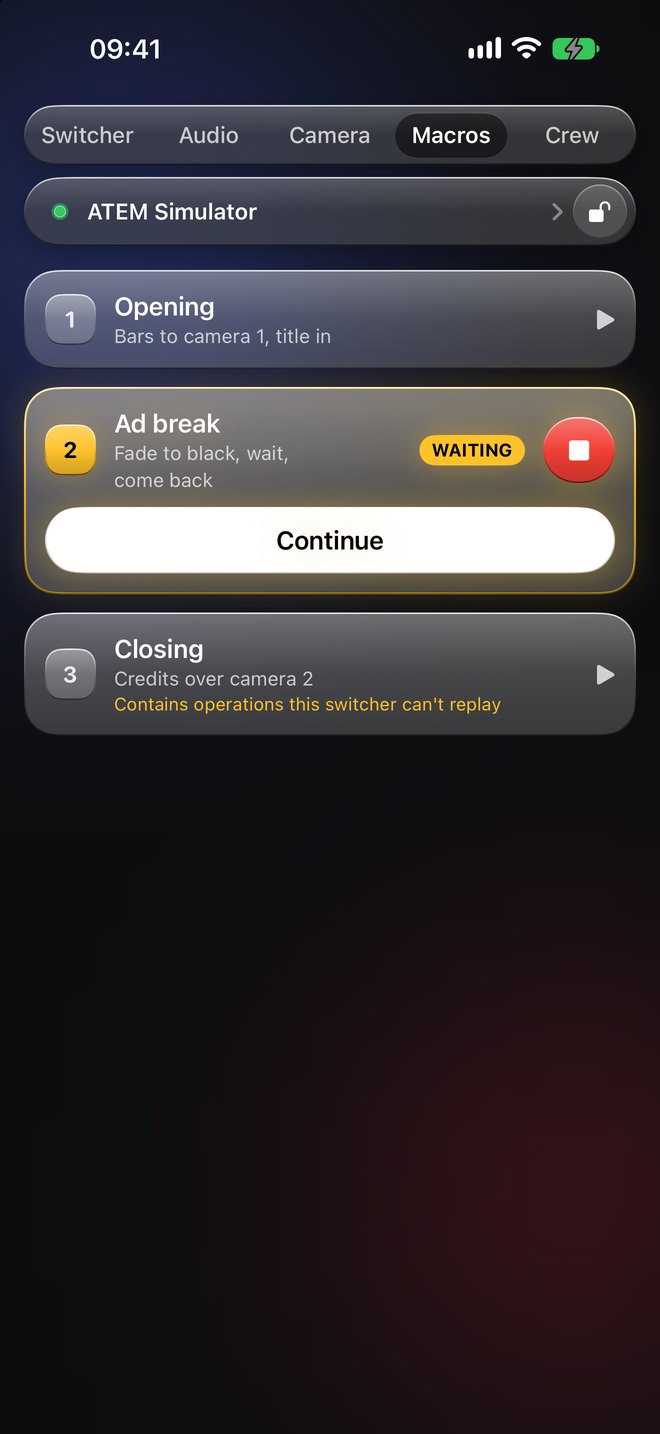 09:41
Switcher Audio Camera Macros Crew
ATEM Simulator
1
Opening
Bars to camera 1, title in
2
Ad break
Fade to black, wait,
come back
WAITING
Continue
3
Closing
Credits over camera 2
Contains operations this switcher can't replay